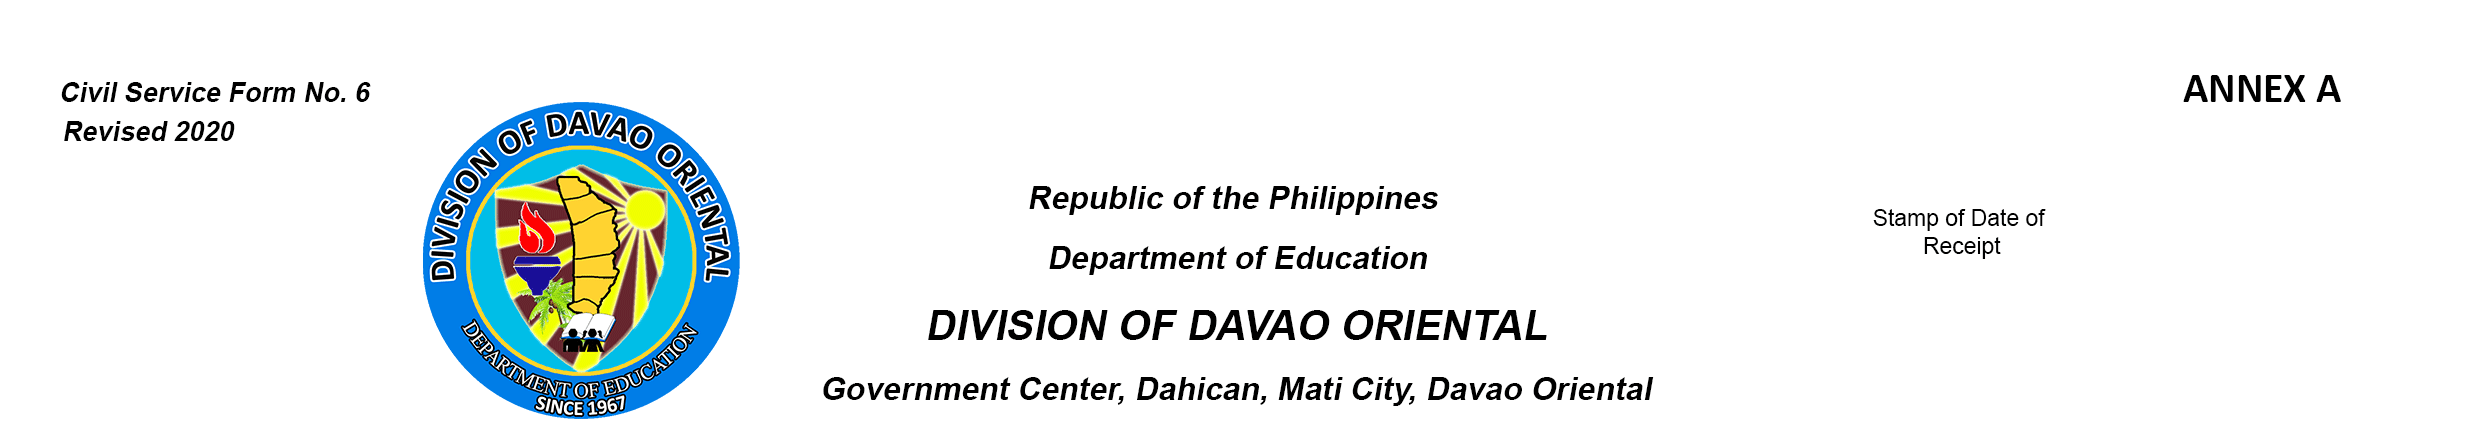 Civil Service Form No. 6
Revised 2020
ANNEX A
DIVISION OF DAVAO ORIENTAL
DEPARTMENT OF EDUCATION
SINCE 1967
Republic of the Philippines
Department of Education
DIVISION OF DAVAO ORIENTAL
Government Center, Dahican, Mati City, Davao Oriental
Stamp of Date of
Receipt